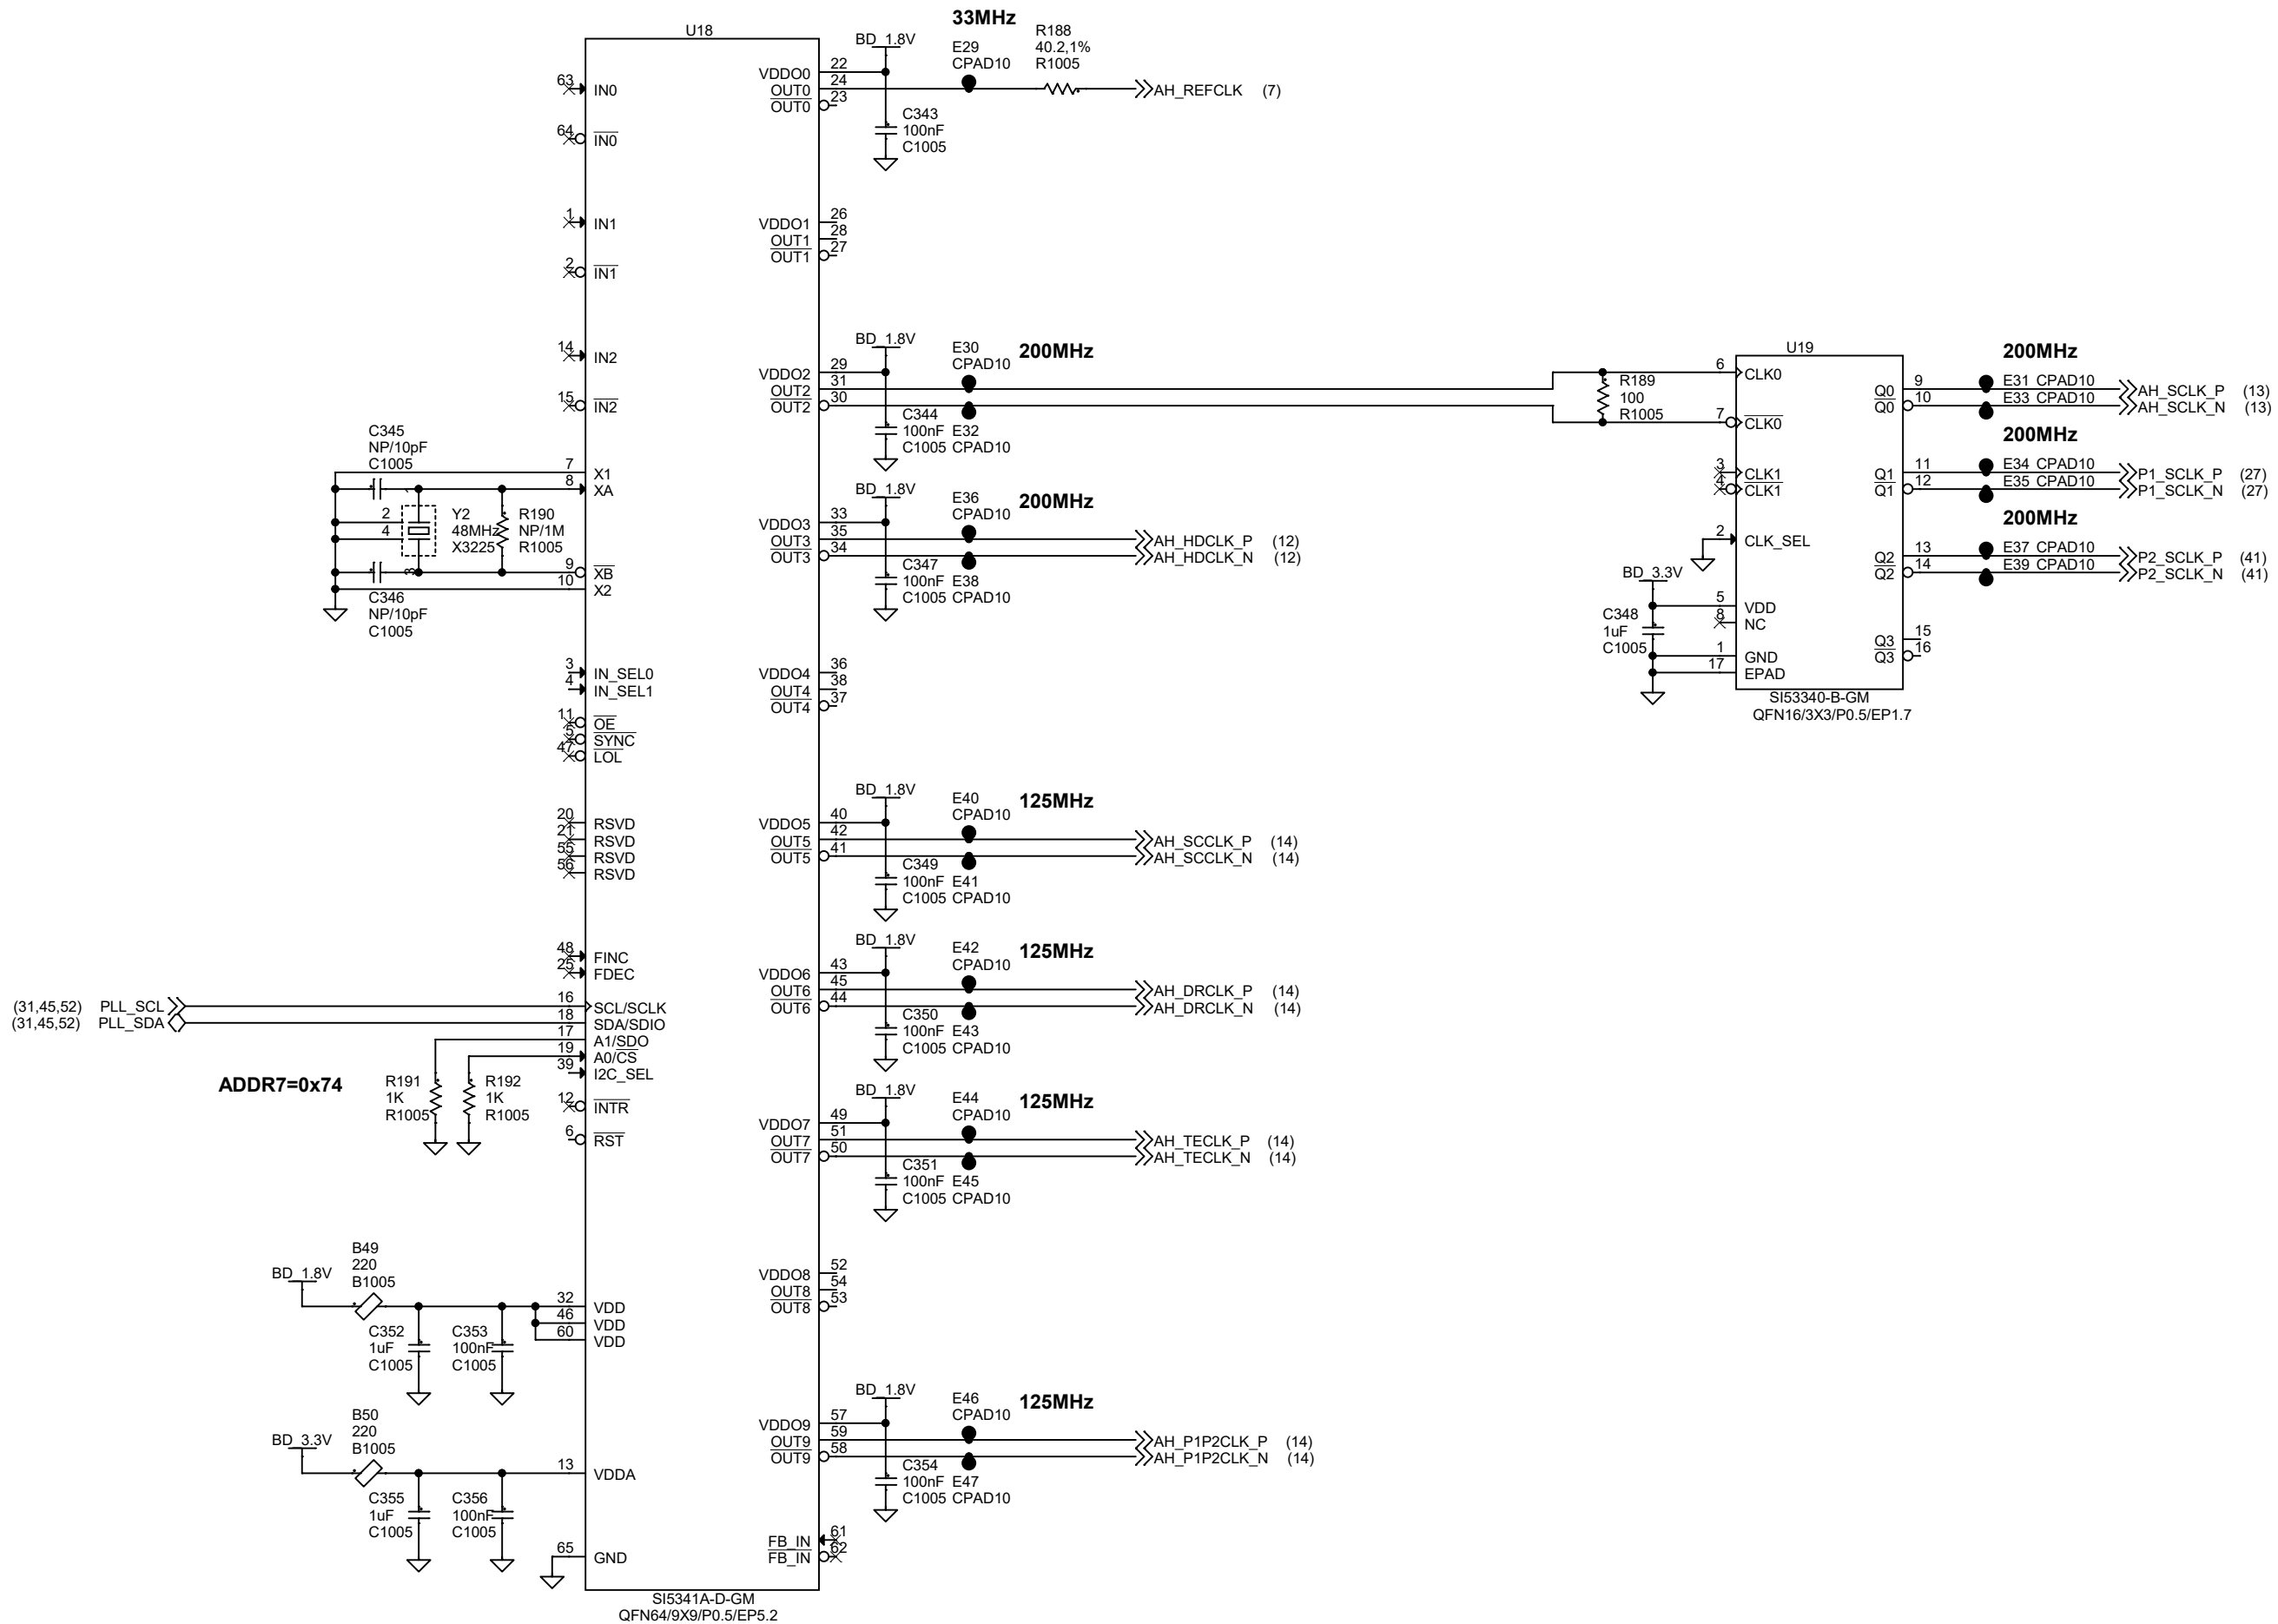 33MHz
U18
BD_1.8V
E29
CPAD10
R188
40.2,1%
R1005
63 IN0
VDDO0 22
OUT0 24
OUT0 23
AH_REFCLK (7)
64 IN0
C343
100nF
C1005
1 IN1
VDDO1 26
OUT1 28
OUT1 27
2 IN1
14 IN2
BD_1.8V
E30
CPAD10
200MHz
VDDO2 29
OUT2 31
OUT2 30
15 IN2
C344
100nF
C1005
E32
CPAD10
R189
100
R1005
U19
6 CLK0
7 CLK0
200MHz
Q0 9
Q0 10
E31 CPAD10
E33 CPAD10
AH_SCLK_P (13)
AH_SCLK_N (13)
200MHz
3 CLK1
4 CLK1
Q1 11
Q1 12
E34 CPAD10
E35 CPAD10
P1_SCLK_P (27)
P1_SCLK_N (27)
200MHz
2 CLK_SEL
Q2 13
Q2 14
E37 CPAD10
E39 CPAD10
P2_SCLK_P (41)
P2_SCLK_N (41)
BD_3.3V
C348
1uF
C1005
5 VDD
8 NC
1 GND
17 EPAD
Q3 15
Q3 16
SI53340-B-GM
QFN16/3X3/P0.5/EP1.7
C345
NP/10pF
C1005
7 X1
8 XA
2
4
Y2
48MHz
X3225
R190
NP/1M
R1005
3
9 XB
10 X2
C346
NP/10pF
C1005
BD_1.8V
E36
CPAD10
200MHz
VDDO3 33
OUT3 35
OUT3 34
AH_HDCLK_P (12)
AH_HDCLK_N (12)
C347
100nF
C1005
E38
CPAD10
3 IN_SEL0
4 IN_SEL1
VDDO4 36
OUT4 38
OUT4 37
11 OE
5 SYNC
47 LOL
BD_1.8V
E40
CPAD10
125MHz
20 RSVD
21 RSVD
55 RSVD
56 RSVD
VDDO5 40
OUT5 42
OUT5 41
AH_SCCLK_P (14)
AH_SCCLK_N (14)
C349
100nF
C1005
E41
CPAD10
BD_1.8V
E42
CPAD10
125MHz
48 FINC
25 FDEC
VDDO6 43
OUT6 45
OUT6 44
AH_DRCLK_P (14)
AH_DRCLK_N (14)
C350
100nF
C1005
E43
CPAD10
(31,45,52) PLL_SCL
(31,45,52) PLL_SDA
16 SCL/SCLK
18 SDA/SDIO
17 A1/SDO
19 A0/CS
39 I2C_SEL
ADDR7=0x74
R191
1K
R1005
R192
1K
R1005
12 INTR
6 RST
BD_1.8V
E44
CPAD10
125MHz
VDDO7 49
OUT7 51
OUT7 50
AH_TECLK_P (14)
AH_TECLK_N (14)
C351
100nF
C1005
E45
CPAD10
B49
220
B1005
BD_1.8V
32 VDD
46 VDD
60 VDD
C352
1uF
C1005
C353
100nF
C1005
VDDO8 52
OUT8 54
OUT8 53
B50
220
B1005
BD_3.3V
13 VDDA
C355
1uF
C1005
C356
100nF
C1005
BD_1.8V
E46
CPAD10
125MHz
VDDO9 57
OUT9 59
OUT9 58
AH_P1P2CLK_P (14)
AH_P1P2CLK_N (14)
C354
100nF
C1005
E47
CPAD10
65 GND
FB_IN 61
FB_IN 62
SI5341A-D-GM
QFN64/9X9/P0.5/EP5.2